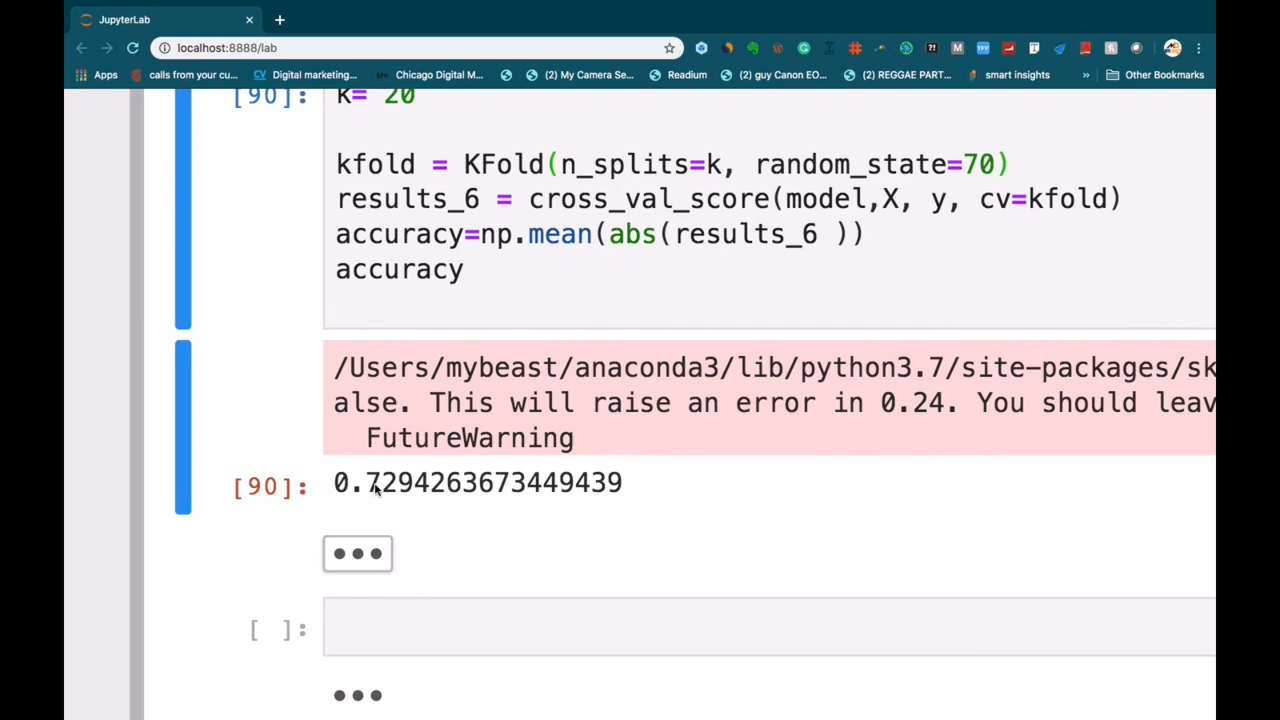 JupyterLab
localhost:8888/lab
Apps calls from your cu... Digital marketing... Chicago Digital M... (2) My Camera Se... Readium (2) guy Canon EO... (2) REGGAE PART... smart insights » Other Bookmarks
[90]: k= 20
kfold = KFold(n_splits=k, random_state=70)
results_6 = cross_val_score(model,X, y, cv=kfold)
accuracy=np.mean(abs(results_6 ))
accuracy
/Users/mybeast/anaconda3/lib/python3.7/site-packages/sk
alse. This will raise an error in 0.24. You should leav
FutureWarning
[90]: 0.7294263673449439
[ ]: